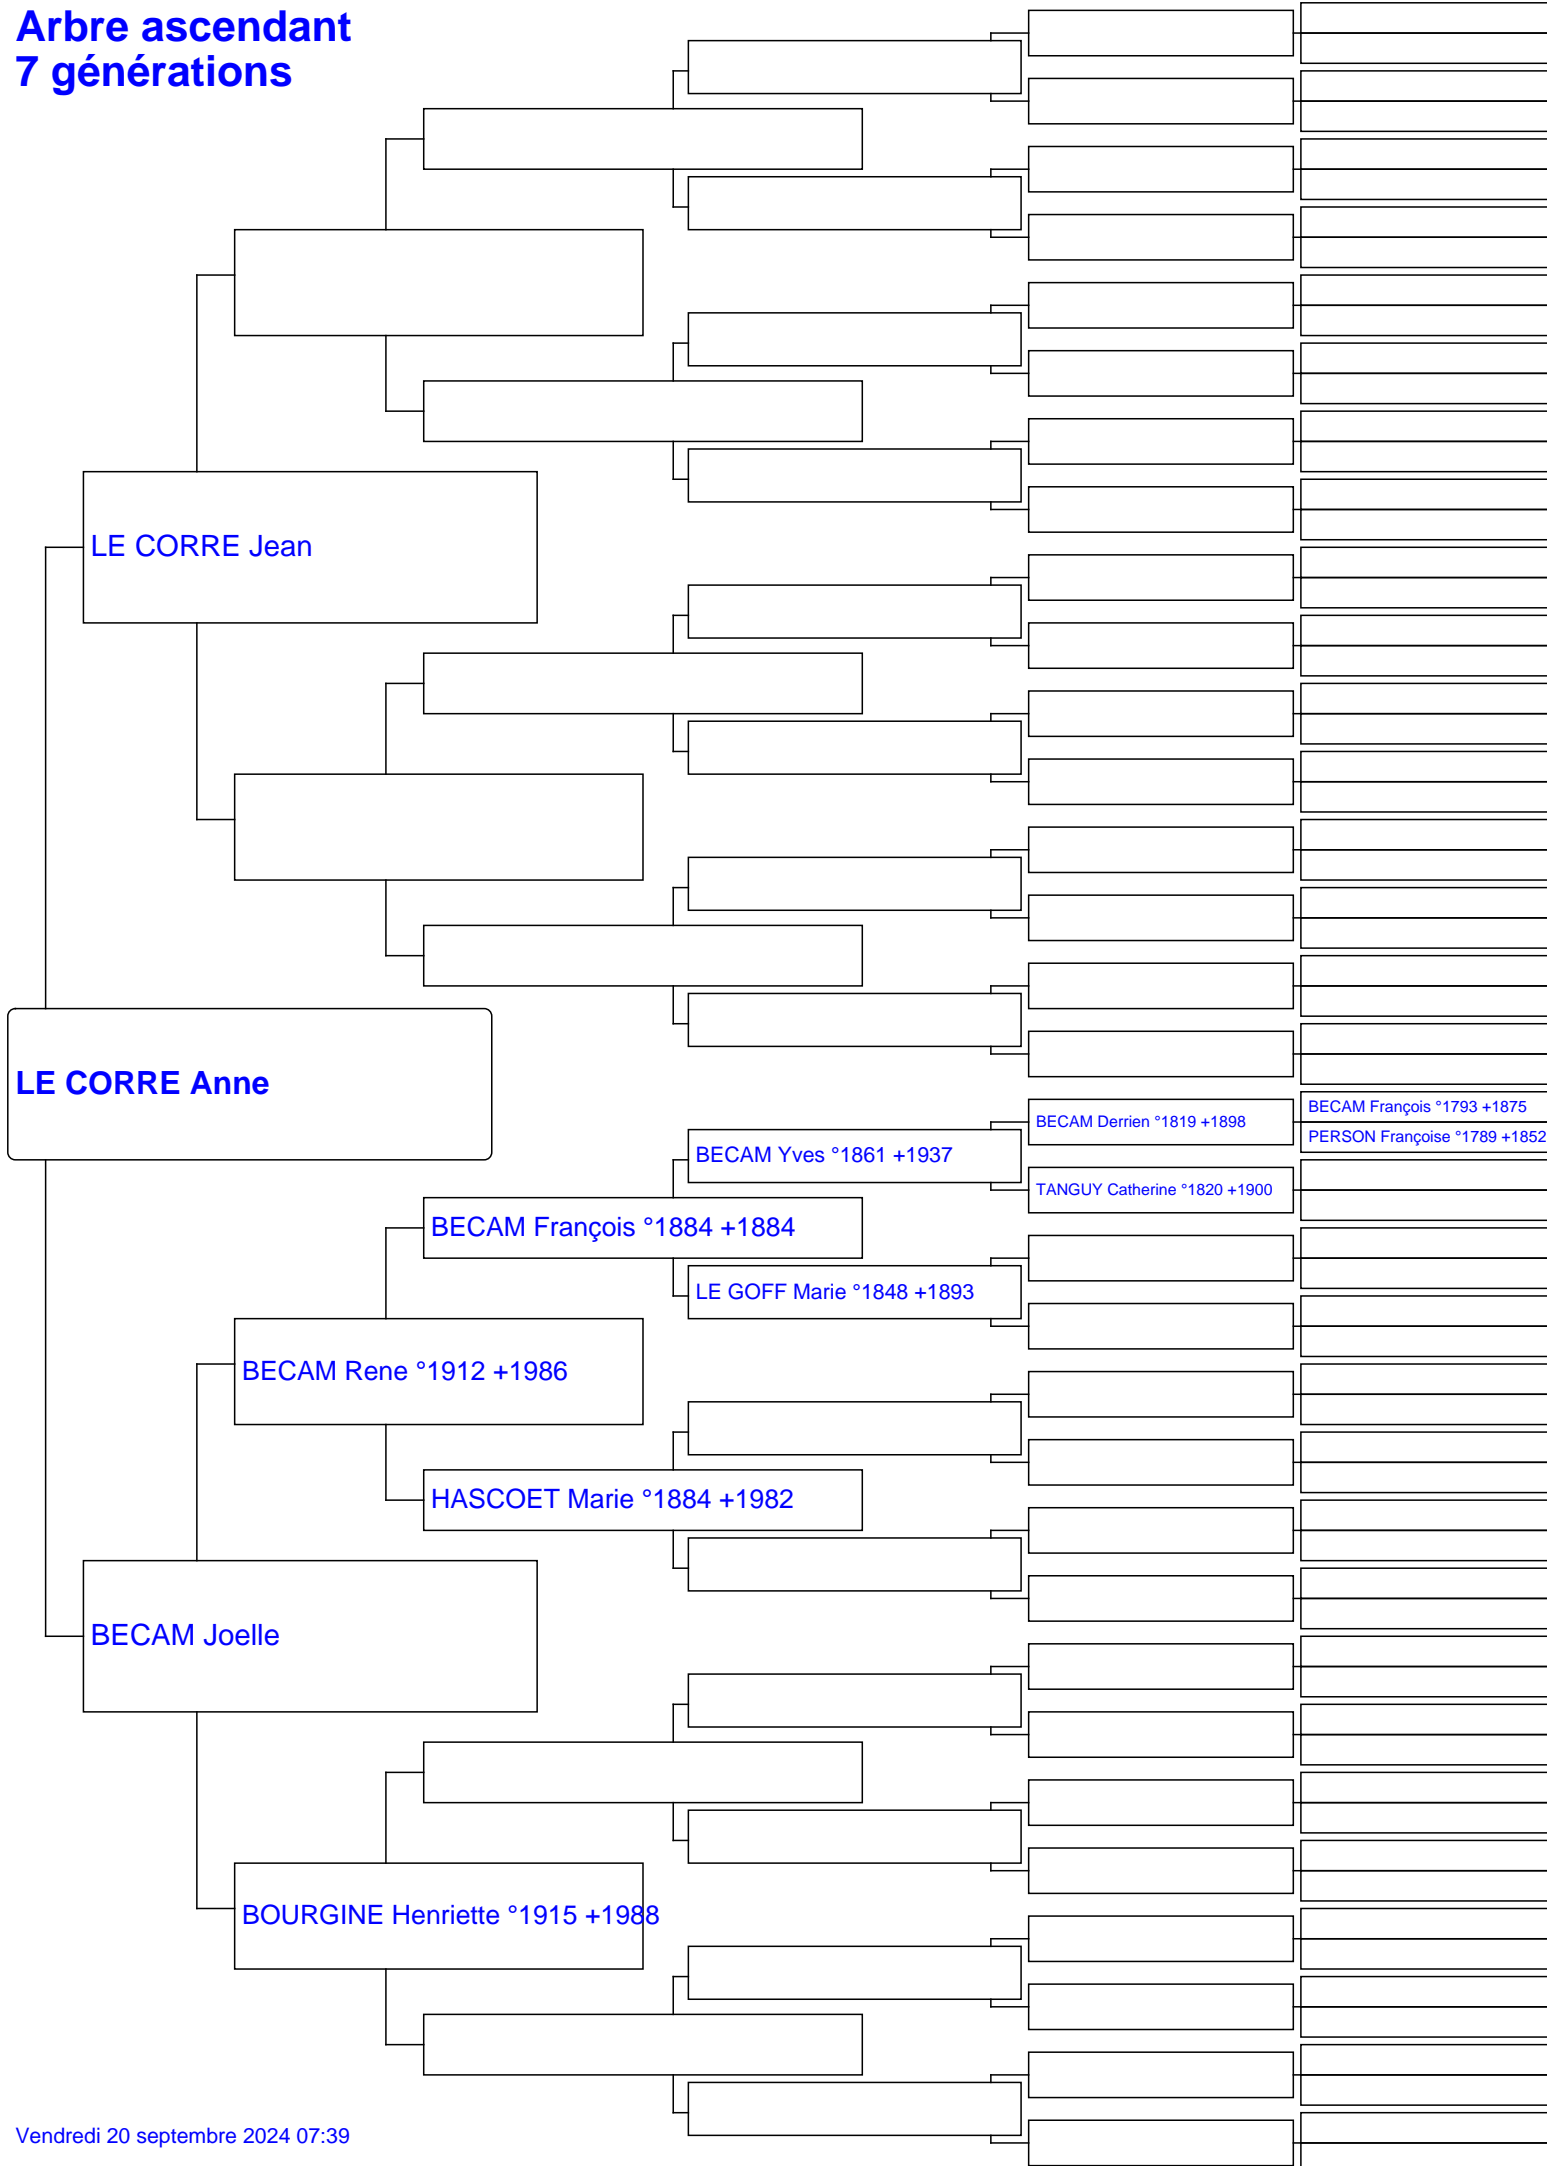 Arbre ascendant
7 générations
LE CORRE Jean
LE CORRE Anne
BECAM François °1793 +1875
BECAM Derrien °1819 +1898
PERSON Françoise °1789 +1852
BECAM Yves °1861 +1937
TANGUY Catherine °1820 +1900
BECAM François °1884 +1884
LE GOFF Marie °1848 +1893
BECAM Rene °1912 +1986
HASCOET Marie °1884 +1982
BECAM Joelle
BOURGINE Henriette °1915 +1988
Vendredi 20 septembre 2024 07:39